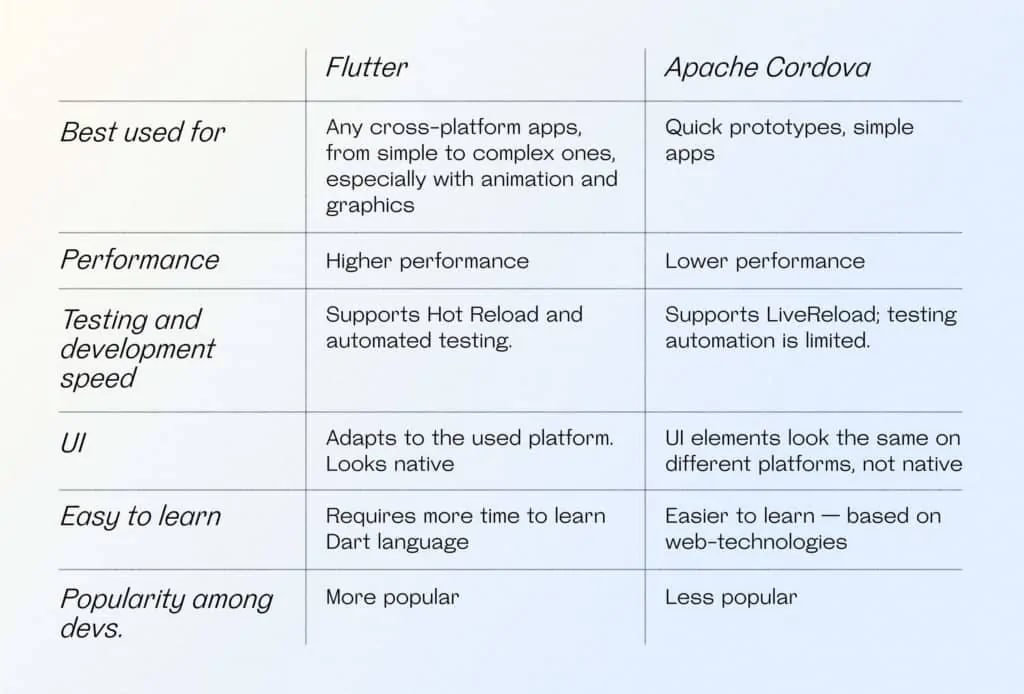 Flutter
Apache Cordova
Best used for
Any cross-platform apps,
from simple to complex ones,
especially with animation and
graphics
Quick prototypes, simple
apps
Performance
Higher performance
Lower performance
Testing and
development
speed
Supports Hot Reload and
automated testing.
Supports LiveReload; testing
automation is limited.
UI
Adapts to the used platform.
Looks native
UI elements look the same on
different platforms, not native
Easy to learn
Requires more time to learn
Dart language
Easier to learn — based on
web-technologies
Popularity among
devs.
More popular
Less popular